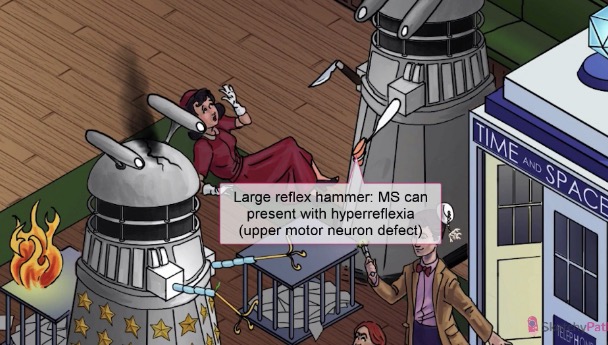 TIME AND SPACE
Large reflex hammer: MS can
present with hyperreflexia
(upper motor neuron defect)